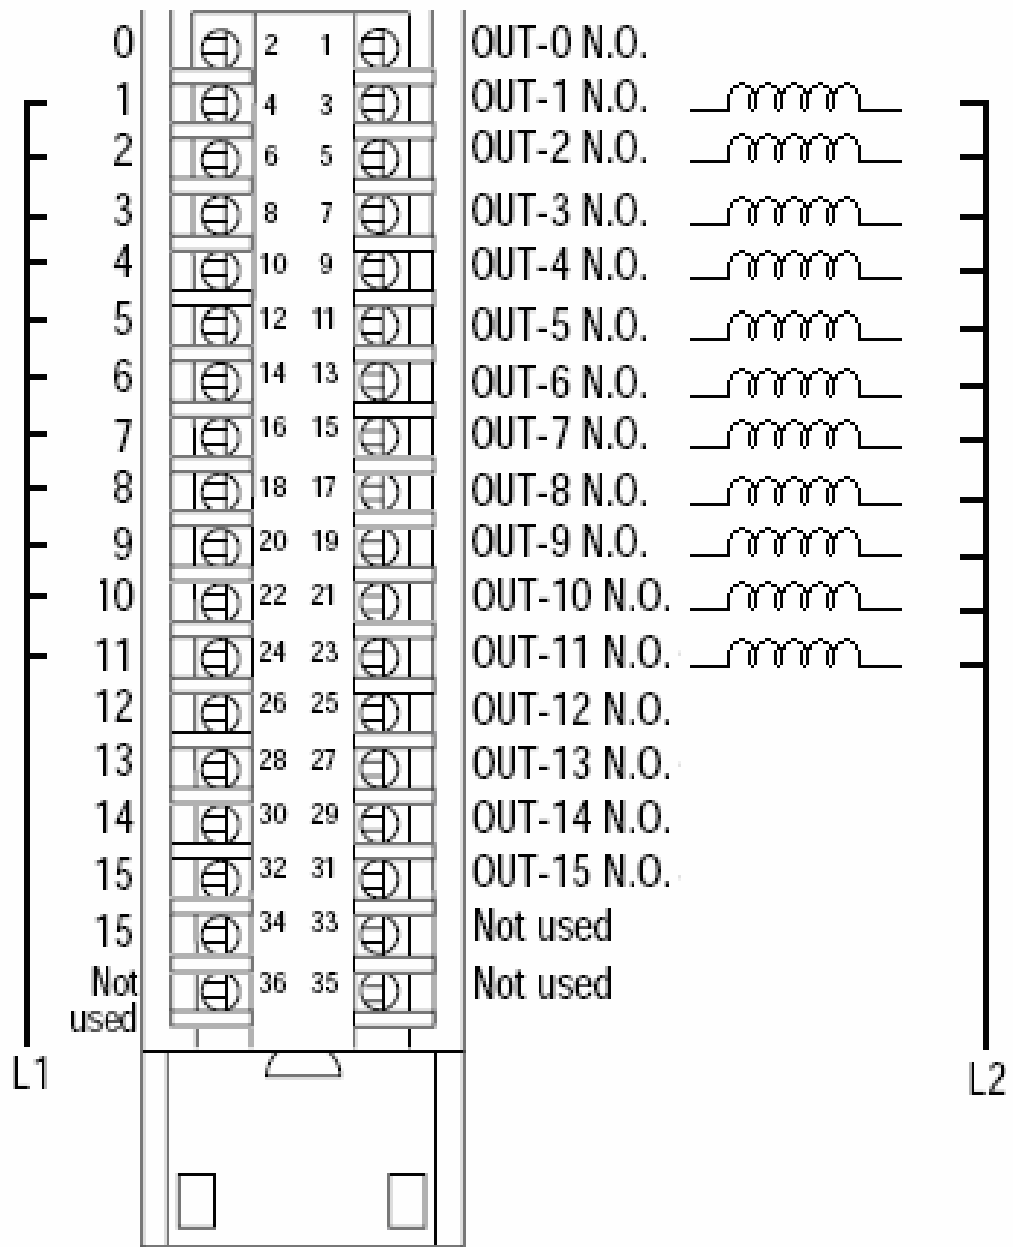 0 2 1 OUT-0 N.O.
1 4 3 OUT-1 N.O.
2 6 5 OUT-2 N.O.
3 8 7 OUT-3 N.O.
4 10 9 OUT-4 N.O.
5 12 11 OUT-5 N.O.
6 14 13 OUT-6 N.O.
7 16 15 OUT-7 N.O.
8 18 17 OUT-8 N.O.
9 20 19 OUT-9 N.O.
10 22 21 OUT-10 N.O.
11 24 23 OUT-11 N.O.
12 26 25 OUT-12 N.O.
13 28 27 OUT-13 N.O.
14 30 29 OUT-14 N.O.
15 32 31 OUT-15 N.O.
15 34 33 Not used
Not 36 35 Not used
used
L1 L2